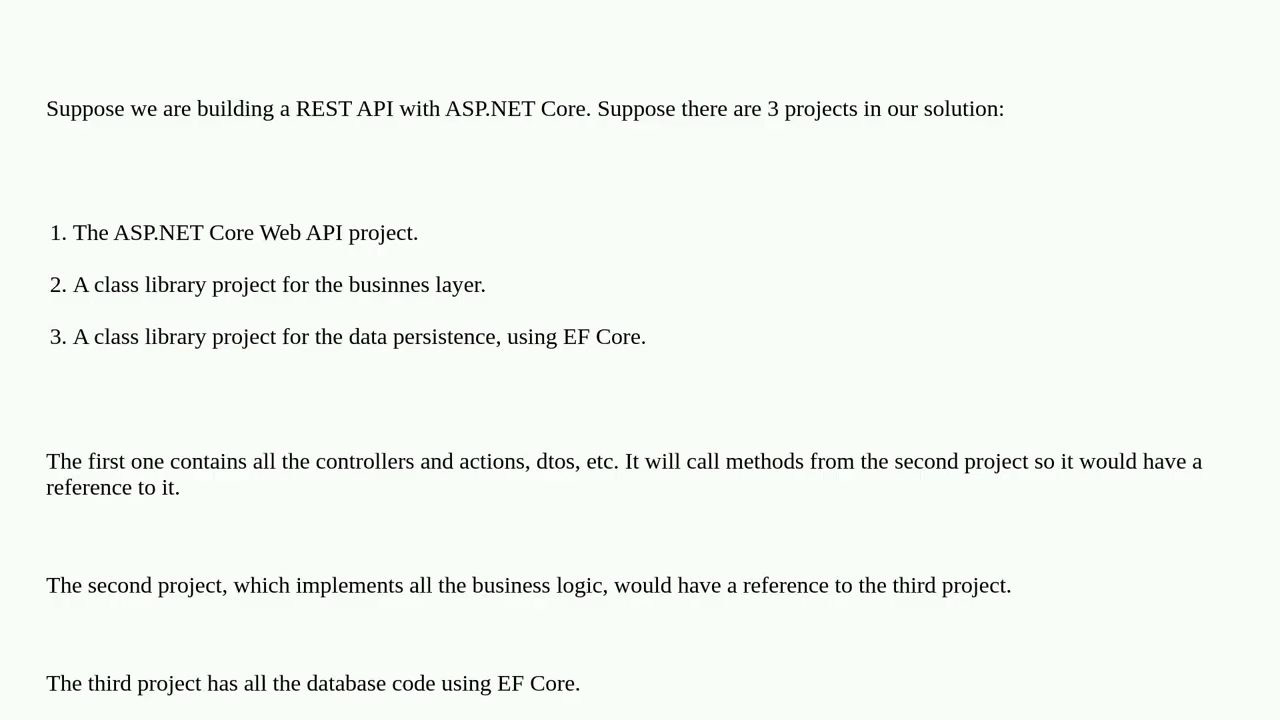 Suppose we are building a REST API with ASP.NET Core. Suppose there are 3 projects in our solution:
1. The ASP.NET Core Web API project.
2. A class library project for the businnes layer.
3. A class library project for the data persistence, using EF Core.
The first one contains all the controllers and actions, dtos, etc. It will call methods from the second project so it would have a
reference to it.
The second project, which implements all the business logic, would have a reference to the third project.
The third project has all the database code using EF Core.